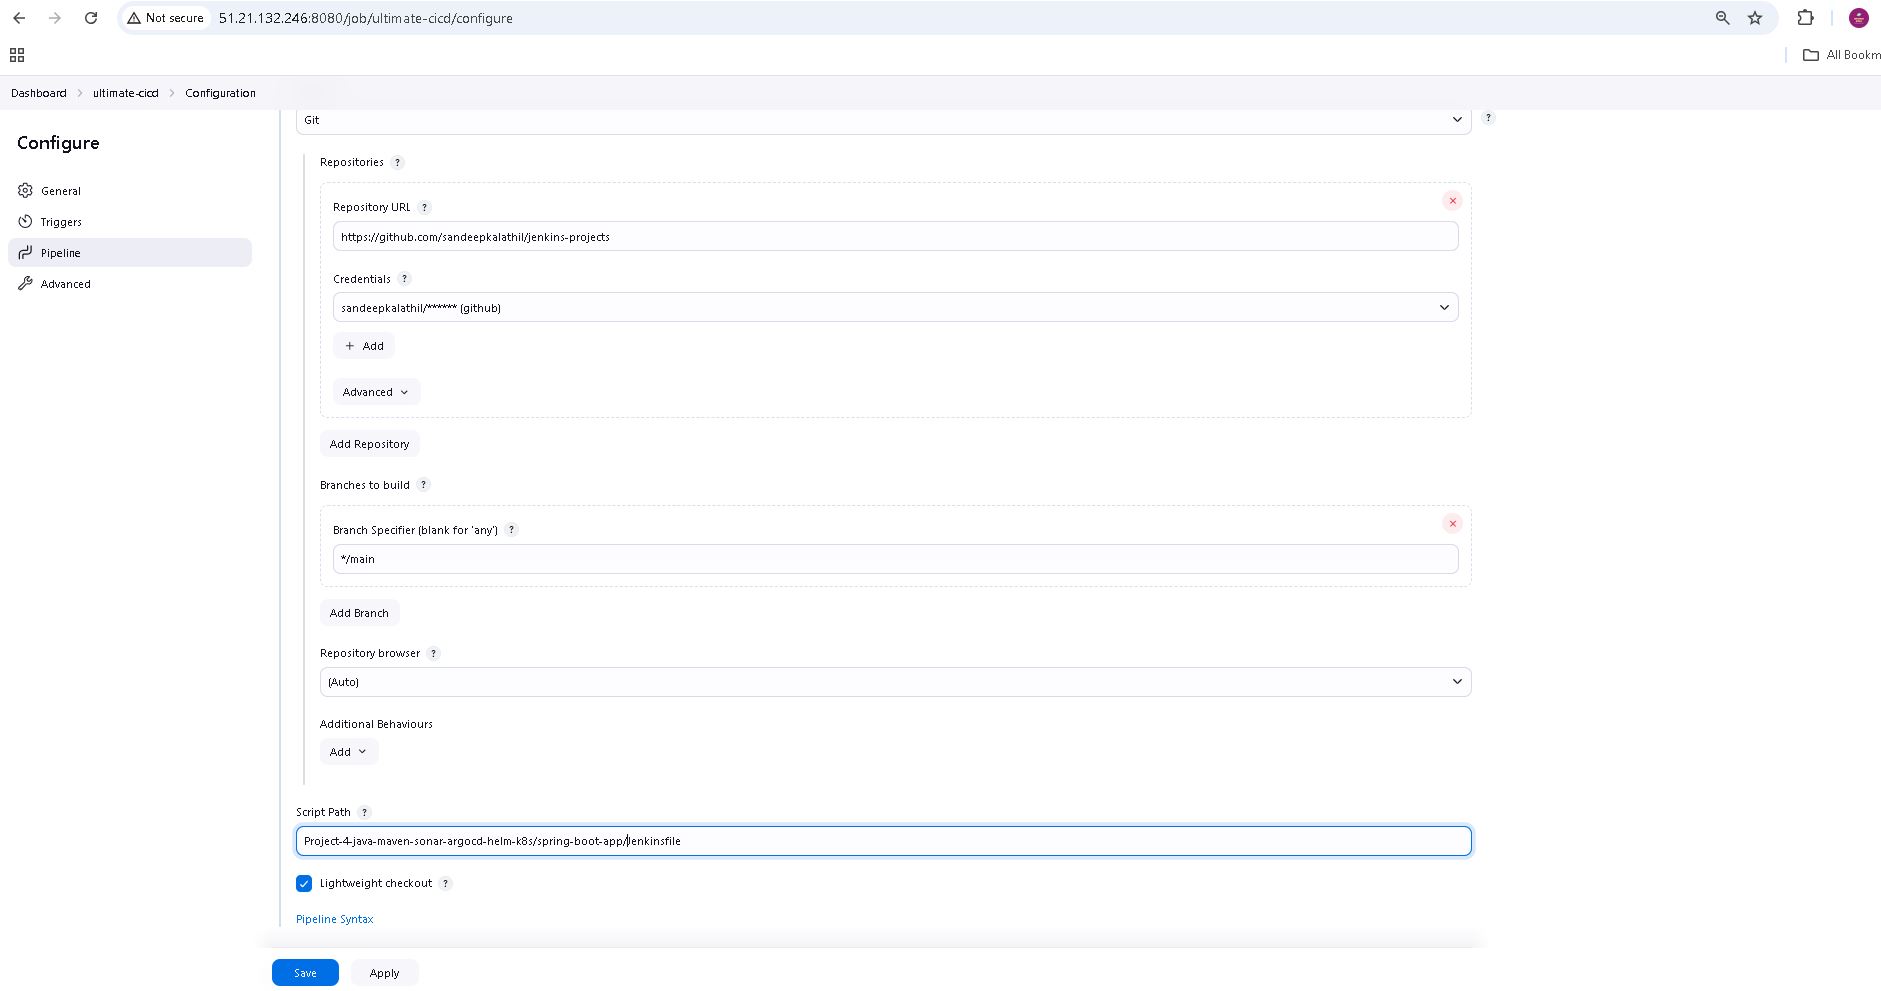 Not secure 51.21.132.246:8080/job/ultimate-cicd/configure
All Bookm
Dashboard ultimate-cicd Configuration
Configure
General
Triggers
Pipeline
Advanced
Git
?
Repositories ?
Repository URL ?
https://github.com/sandeepkalathil/jenkins-projects
Credentials ?
sandeepkalathil/****** (github)
+ Add
Advanced
Add Repository
Branches to build ?
Branch Specifier (blank for 'any') ?
*/main
Add Branch
Repository browser ?
(Auto)
Additional Behaviours
Add
Script Path ?
Project-4-java-maven-sonar-argocd-helm-k8s/spring-boot-app/Jenkinsfile
Lightweight checkout ?
Pipeline Syntax
Save Apply